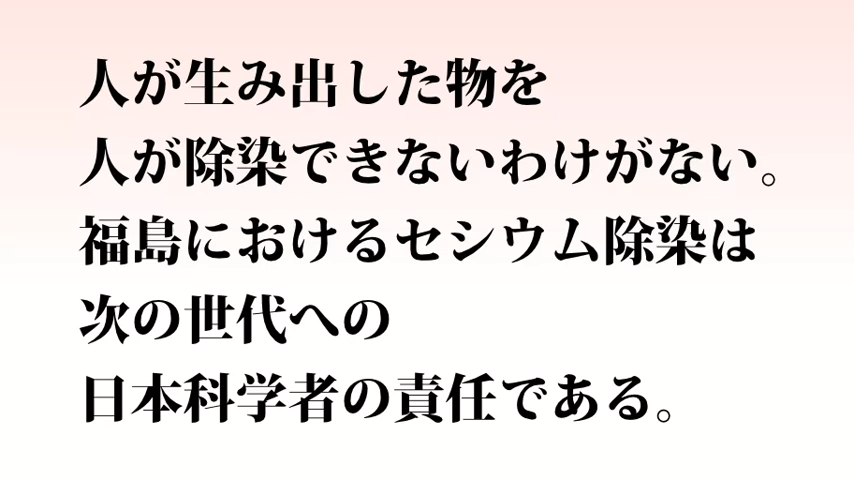 人が生み出した物を
人が除染できないわけがない。
福島におけるセシウム除染は
次の世代への
日本科学者の責任である。